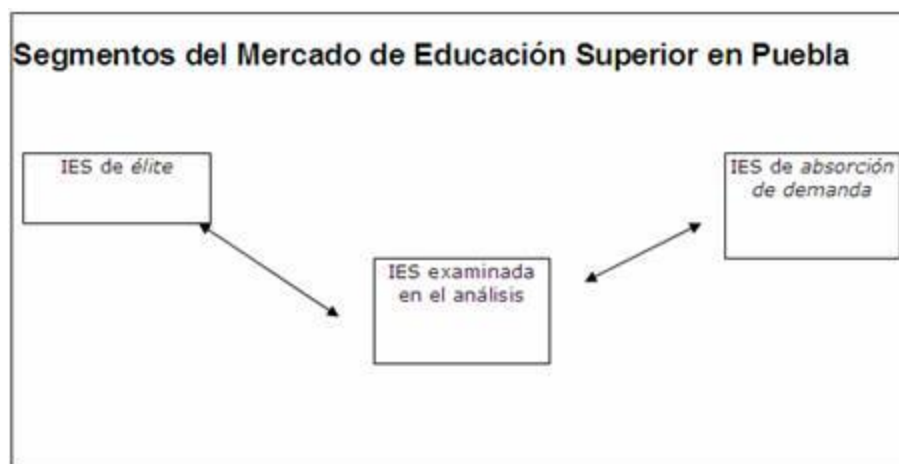 Segmentos del Mercado de Educación Superior en Puebla
IES de élite
IES de absorción
de demanda
IES examinada
en el análisis